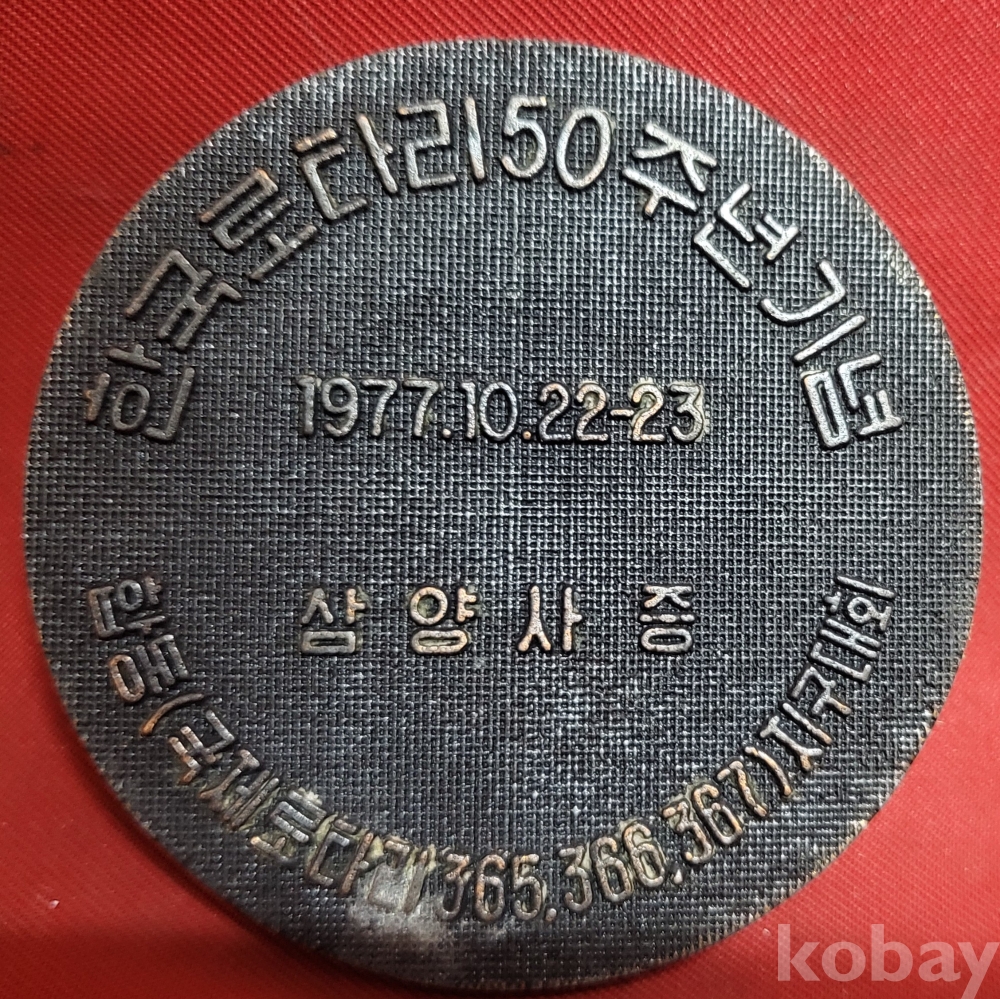 한국로타리50주년기념
1977.10.22-23
삼양사 증
합동(국제로타리365.366.367)지구대회
kobay